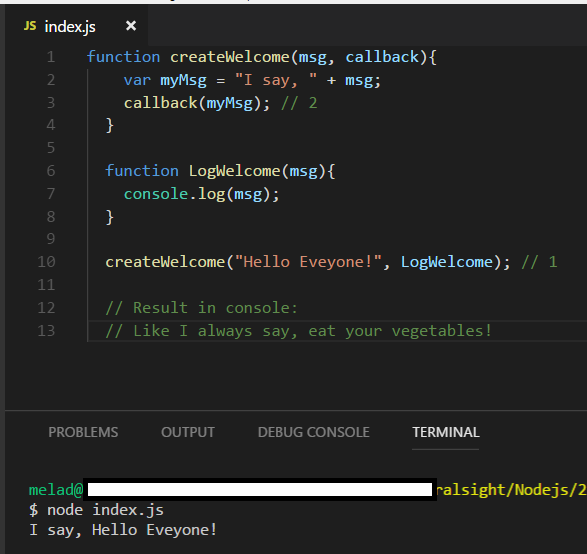 JS index.js ×
1 function createWelcome(msg, callback){
2 var myMsg = "I say, " + msg;
3 callback(myMsg); // 2
4 }
5
6 function LogWelcome(msg){
7 console.log(msg);
8 }
9
10 createWelcome("Hello Eveyone!", LogWelcome); // 1
11
12 // Result in console:
13 // Like I always say, eat your vegetables!
PROBLEMS OUTPUT DEBUG CONSOLE TERMINAL
melad@ ralsight/Nodejs/2
$ node index.js
I say, Hello Eveyone!